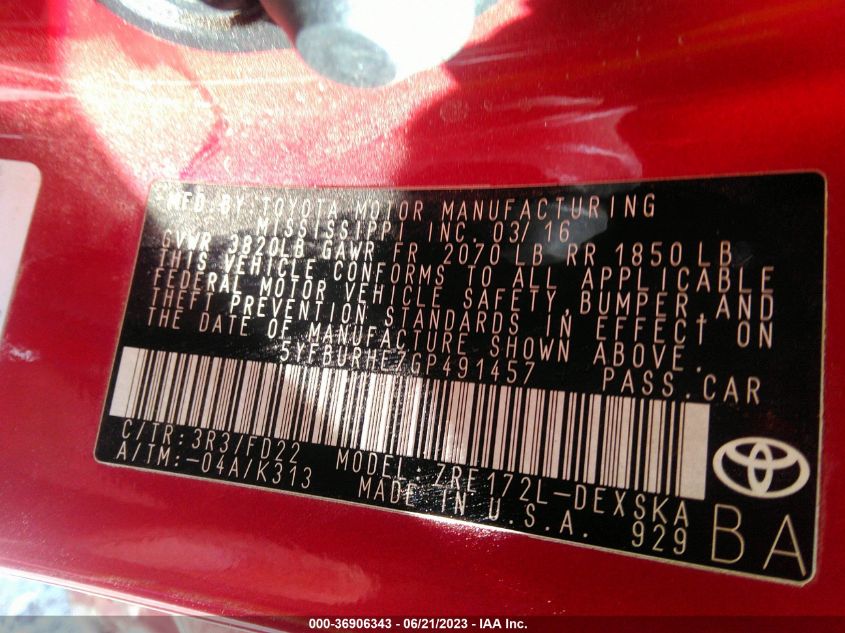 MFD.BY TOYOTA MOTOR MANUFACTURING
MISSISSIPPI INC. 03/16
GVWR 3820LB GAWR FR 2070 LB RR 1850 LB
THIS VEHICLE CONFORMS TO ALL APPLICABLE
FEDERAL MOTOR VEHICLE SAFETY, BUMPER, AND
THEFT PREVENTION STANDARDS IN EFFECT ON
THE DATE OF MANUFACTURE SHOWN ABOVE.
5YFBURHE7GP491457 PASS.CAR
C/TR: 3R3/FD22 MODEL: ZRE172L-DEXSKA
A/TM:-04A/K313 MADE IN U.S.A. 929
BA
000-36906343 - 06/21/2023 - IAA Inc.